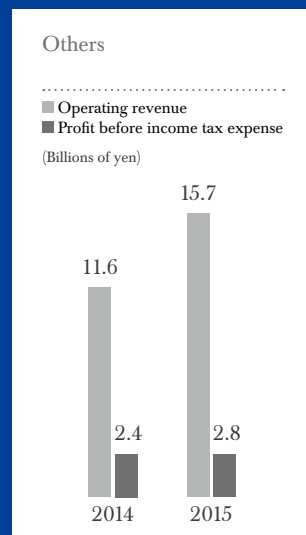 Others
Operating revenue
Profit before income tax expense
(Billions of yen)
15.7
11.6
2.4
2.8
2014
2015